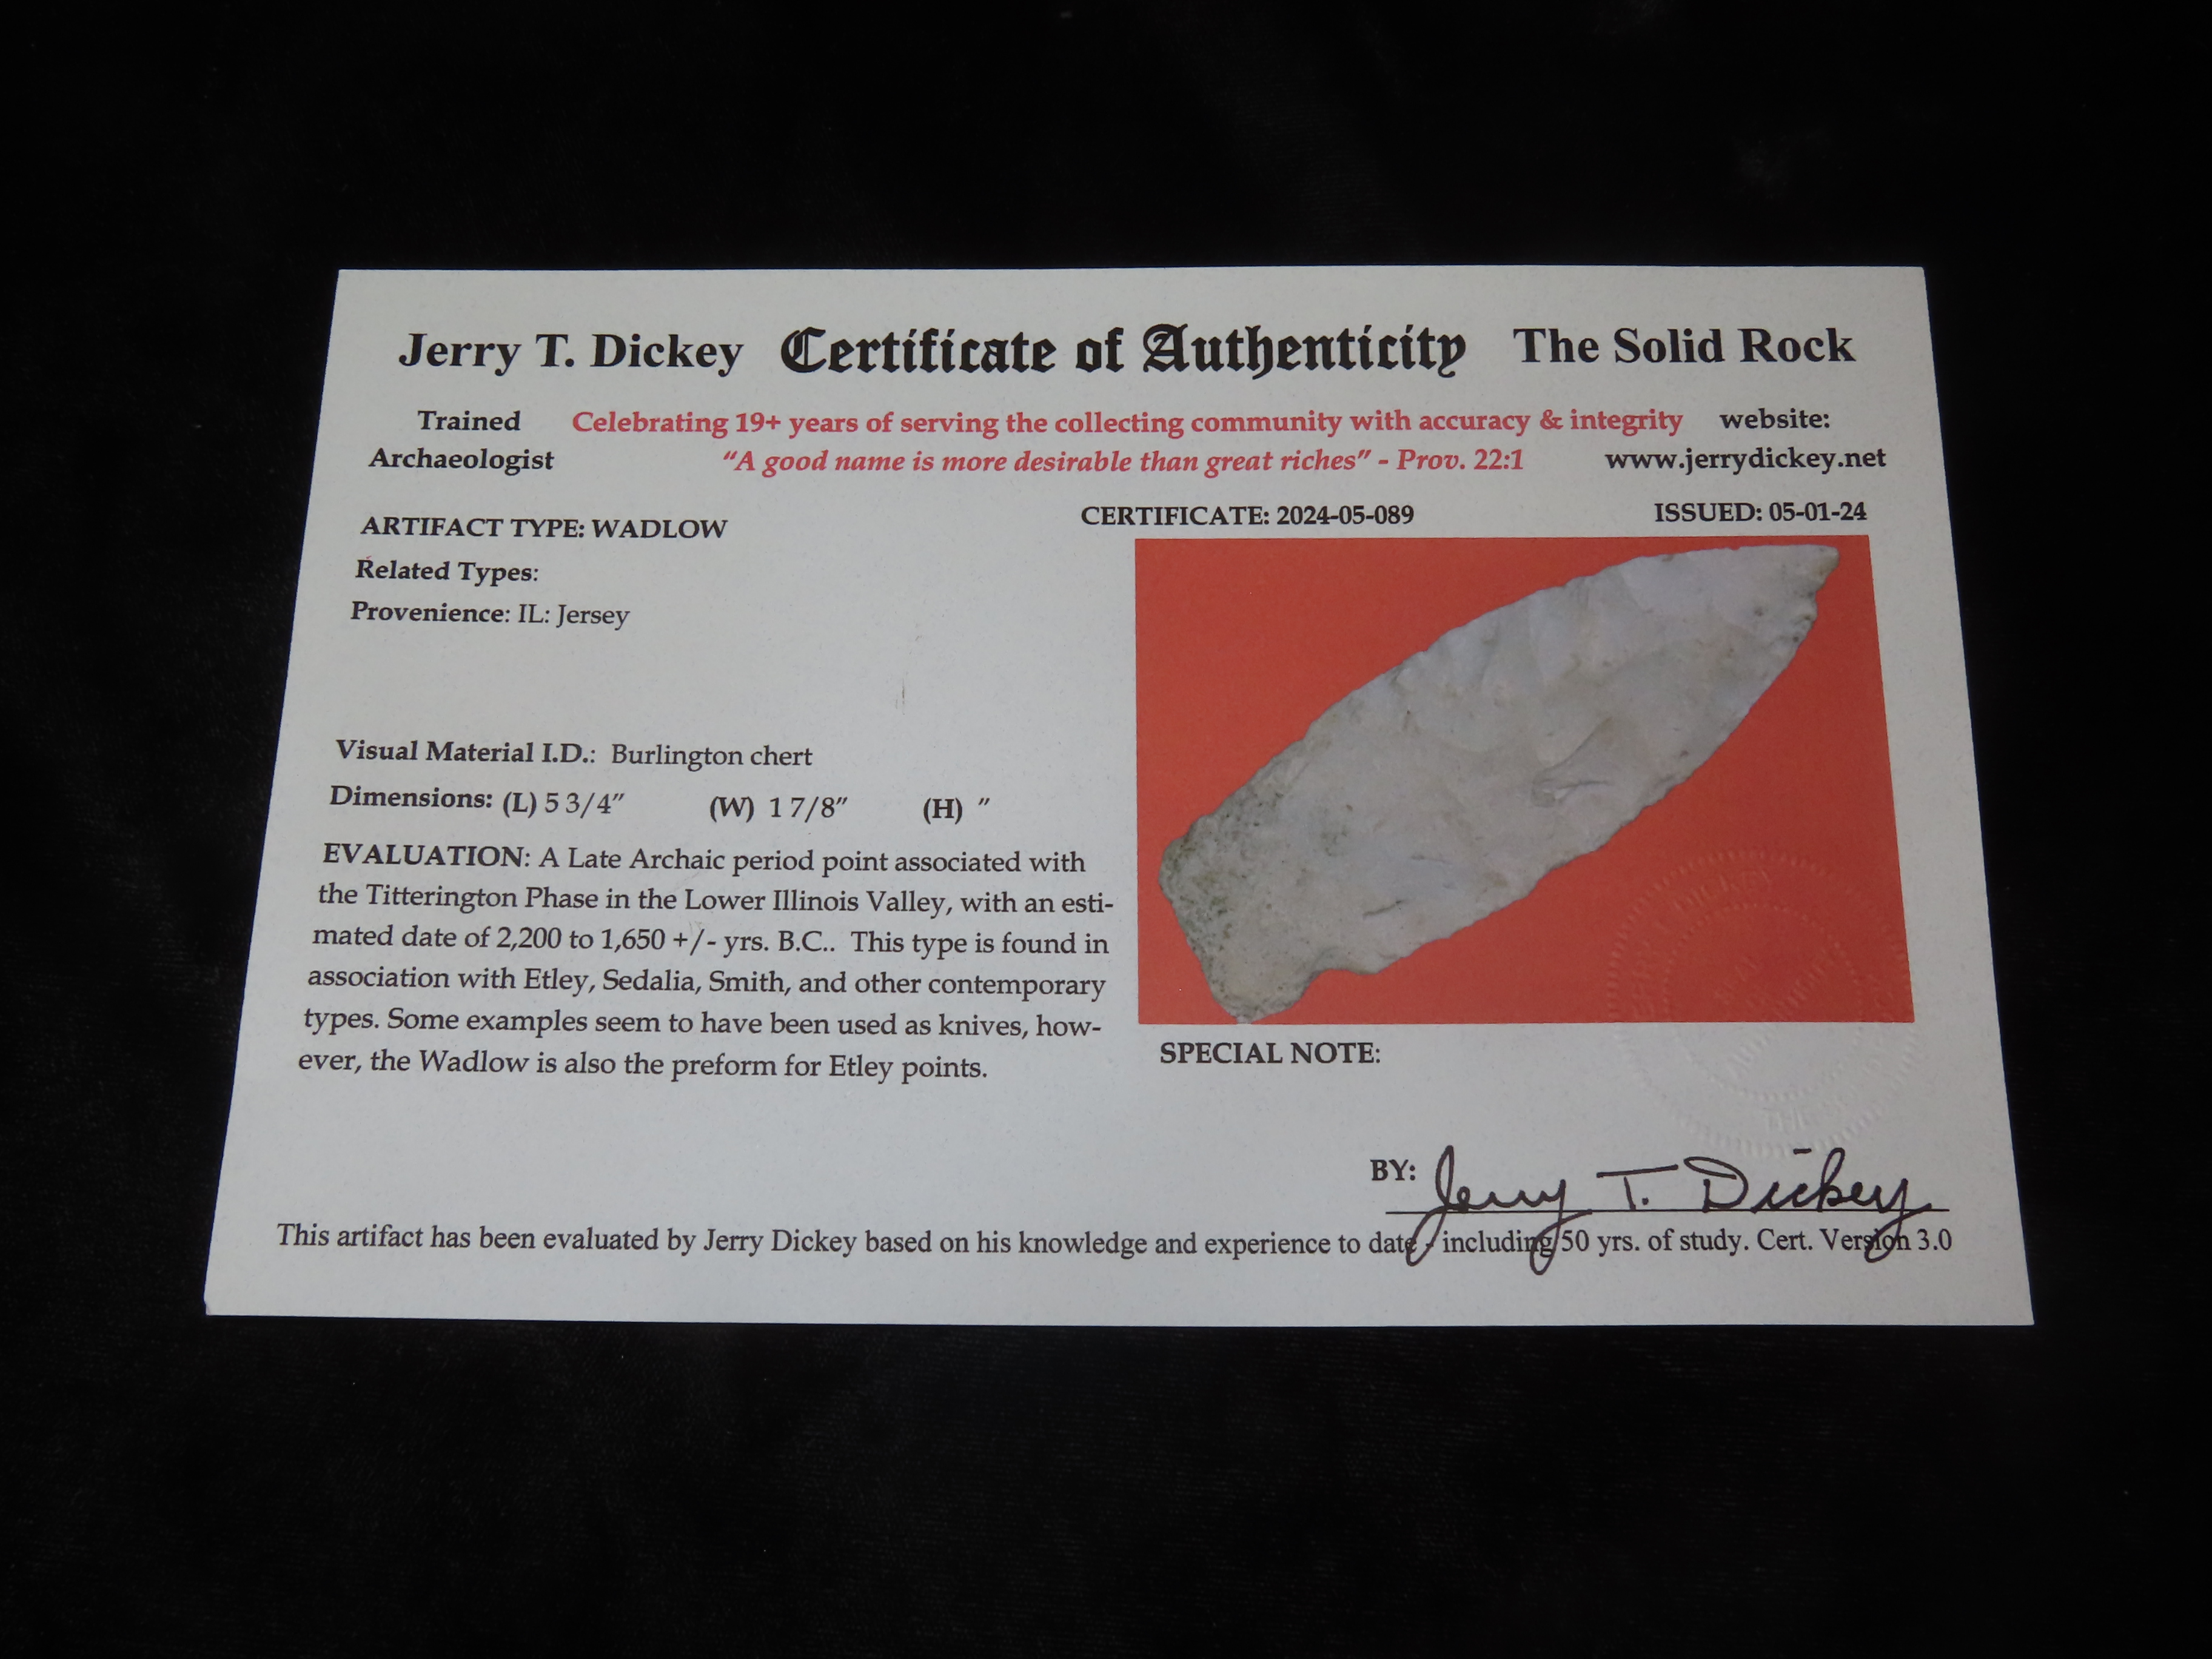 Jerry T. Dickey Certificate of Authenticity The Solid Rock
Trained Celebrating 19+ years of serving the collecting community with accuracy & integrity website:
Archaeologist "A good name is more desirable than great riches" - Prov. 22:1 www.jerrydickey.net
CERTIFICATE: 2024-05-089 ISSUED: 05-01-24
ARTIFACT TYPE: WADLOW
Related Types:
Provenience: IL: Jersey
Visual Material I.D.: Burlington chert
Dimensions: (L) 5 3/4" (W) 1 7/8" (H) "
EVALUATION: A Late Archaic period point associated with
the Titterington Phase in the Lower Illinois Valley, with an esti-
mated date of 2,200 to 1,650 +/- yrs. B.C.. This type is found in
association with Etley, Sedalia, Smith, and other contemporary
types. Some examples seem to have been used as knives, how-
ever, the Wadlow is also the preform for Etley points.
SPECIAL NOTE:
BY: Jerry T. Dickey
This artifact has been evaluated by Jerry Dickey based on his knowledge and experience to date - including 50 yrs. of study. Cert. Version 3.0